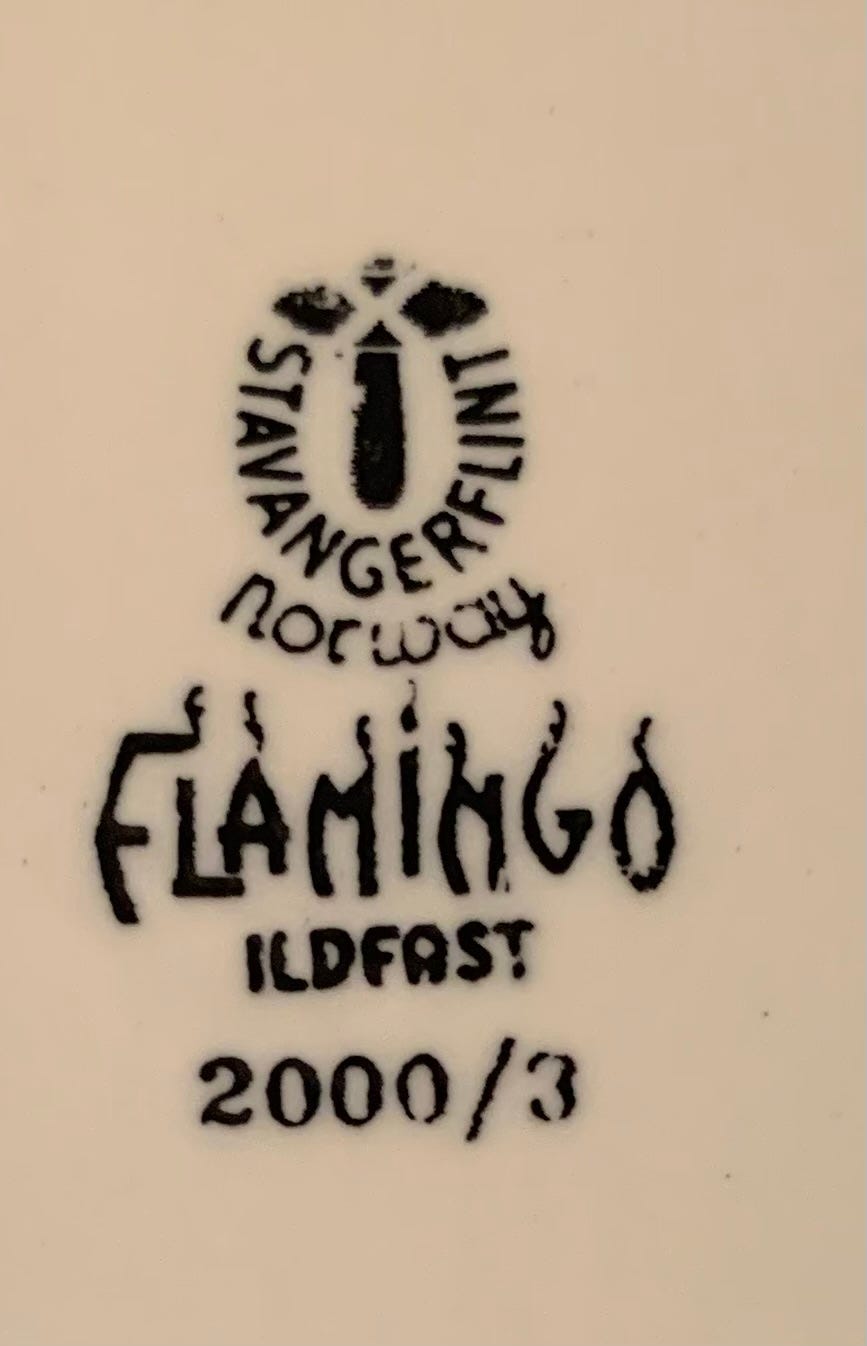 STAVANGERFLINT
norway
FLAMINGO
ILDFAST
2000/3